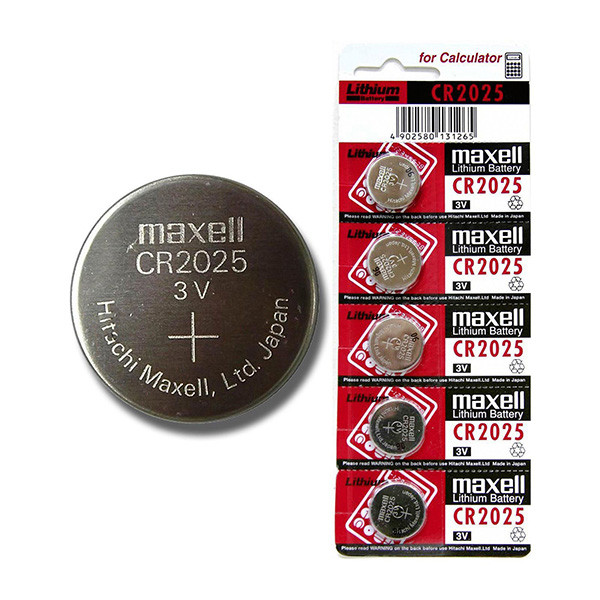 maxell
CR2025
3V
Hitachi Maxell, Ltd. Japan
for Calculator
Lithium
Battery
CR2025
4 902580 131265
maxell
Lithium Battery
CR2025
3V
Please read WARNING on the back before use Hitachi Maxell.Ltd Made in Japan
maxell
Lithium Battery
CR2025
3V
Please read WARNING on the back before use Hitachi Maxell.Ltd Made in Japan
Lithium
maxell
Lithium Battery
CR2025
3V
Please read WARNING on the back before use Hitachi Maxell.Ltd Made in Japan
Lithium
maxell
Lithium Battery
CR2025
3V
Please read WARNING on the back before use Hitachi Maxell.Ltd Made in Japan
Lithium
maxell
Lithium Battery
CR2025
3V
Please read WARNING on the back before use Hitachi Maxell.Ltd Made in Japan